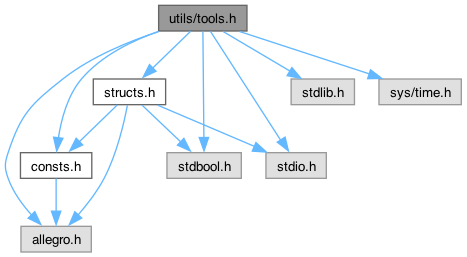 utils/tools.h
structs.h
stdlib.h
sys/time.h
consts.h
stdbool.h
stdio.h
allegro.h